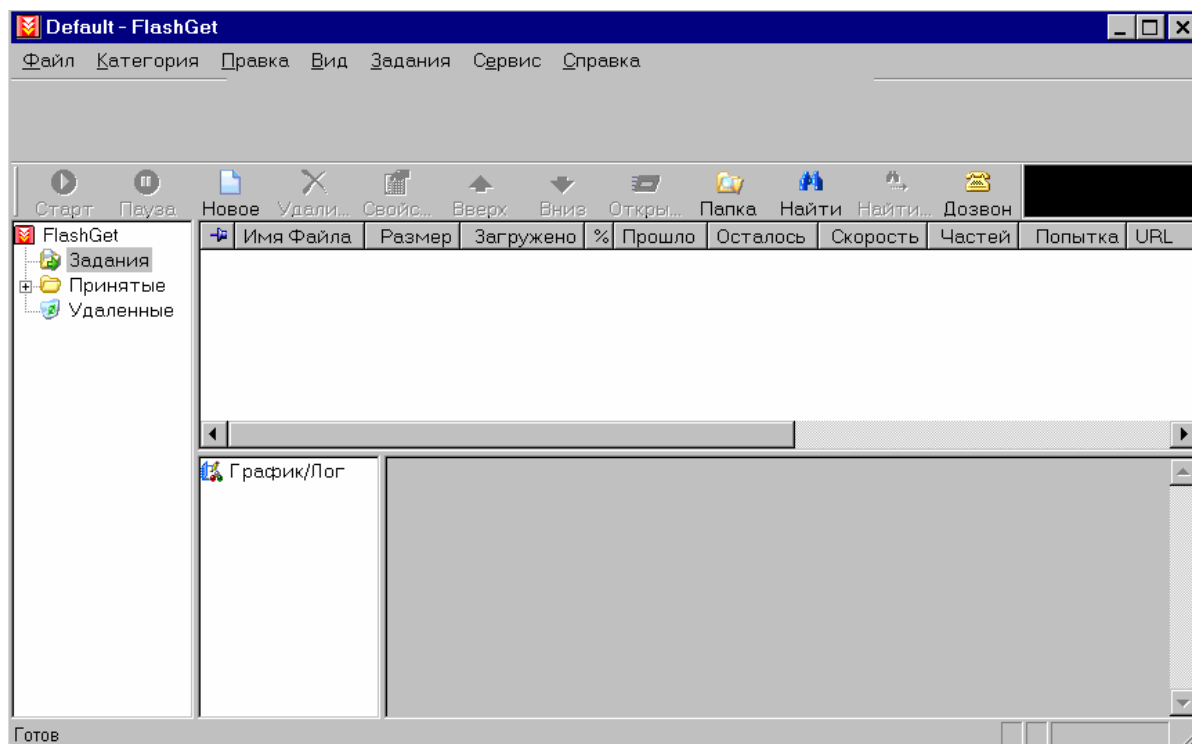 Default - FlashGet
Файл Категория Правка Вид Задания Сервис Справка
Старт Пауза Новое Удали... Свойс... Вверх Вниз Откры... Папка Найти Найти... Дозвон
FlashGet Имя Файла Размер Загружено % Прошло Осталось Скорость Частей Попытка URL
Задания
Принятые
Удаленные
График/Лог
Готов